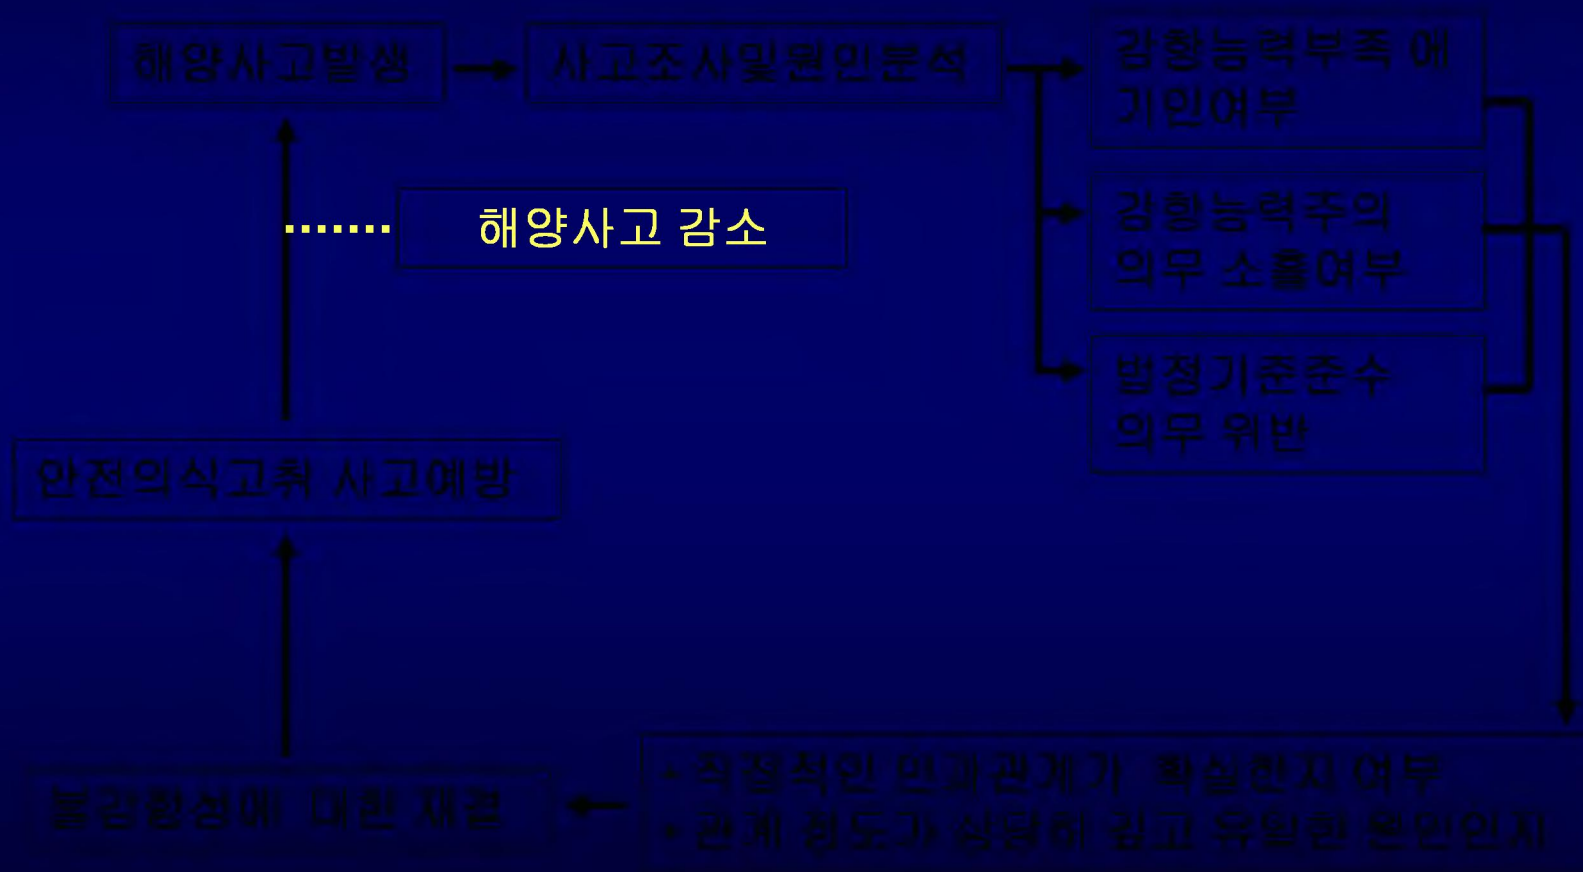 해양사고발생
사고조사및원인분석
감항능력부족 에
기인여부
해양사고 감소
감항능력주의
의무 소홀여부
법정기준준수
의무 위반
안전의식고취 사고예방
• 직접적인 인과관계가 확실한지 여부
불감항성에 대한 재결
• 관계 정도가 상당히 깊고 유일한 원인인지